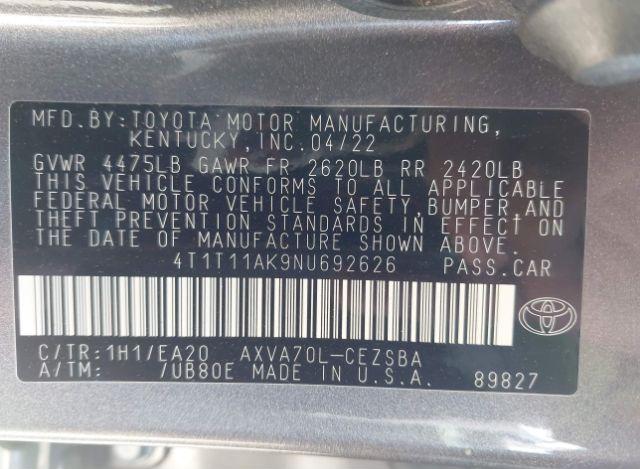 MFD.BY:TOYOTA MOTOR MANUFACTURING,
KENTUCKY,INC.04/22
GVWR 4475LB GAWR FR 2620LB RR 2420LB
THIS VEHICLE CONFORMS TO ALL APPLICABLE
FEDERAL MOTOR VEHICLE SAFETY,BUMPER,AND
THEFT PREVENTION STANDARDS IN EFFECT ON
THE DATE OF MANUFACTURE SHOWN ABOVE.
4T1T11AK9NU692626 PASS.CAR
C/TR:1H1/EA20 AXVA70L-CEZSBA
A/TM: /UB80E MADE IN U.S.A. 89827